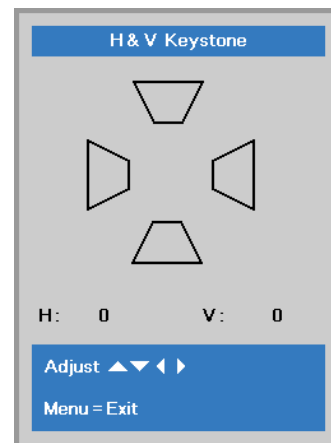 H & V Keystone
H: 0 V: 0
Adjust ▲▼◀▶
Menu = Exit